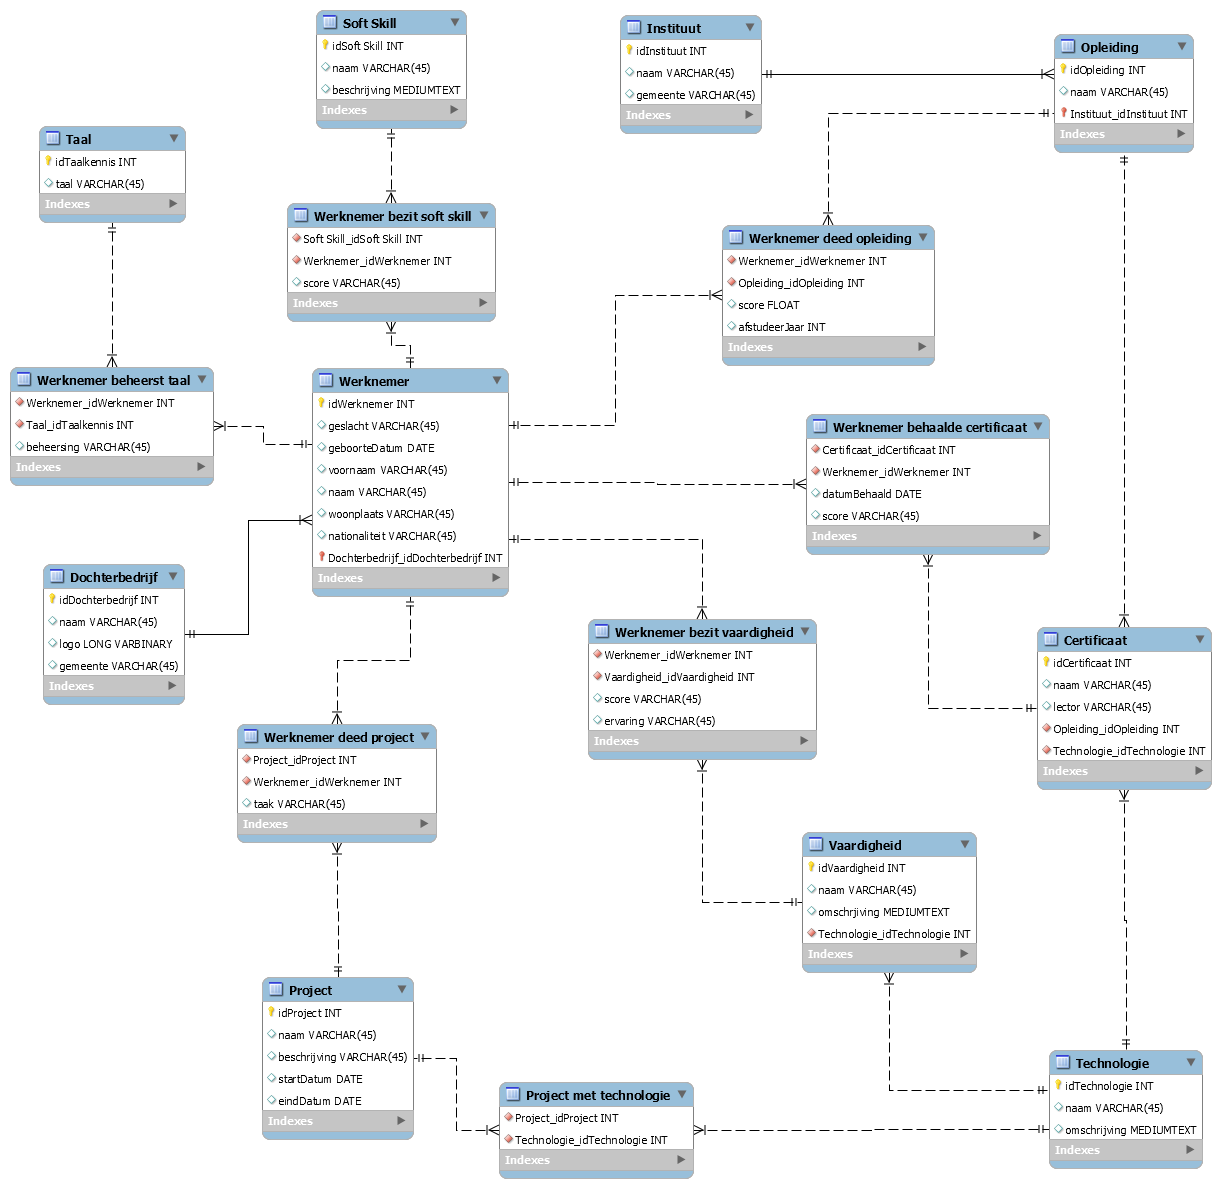 Soft Skill
idSoft Skill INT
naam VARCHAR(45)
beschrijving MEDIUMTEXT
Indexes
Instituut
idInstituut INT
naam VARCHAR(45)
gemeente VARCHAR(45)
Indexes
Opleiding
idOpleiding INT
naam VARCHAR(45)
Instituut_idInstituut INT
Indexes
Taal
idTaalkennis INT
taal VARCHAR(45)
Indexes
Werknemer bezit soft skill
Soft Skill_idSoft Skill INT
Werknemer_idWerknemer INT
score VARCHAR(45)
Indexes
Werknemer deed opleiding
Werknemer_idWerknemer INT
Opleiding_idOpleiding INT
score FLOAT
afstudeerJaar INT
Indexes
Werknemer beheerst taal
Werknemer_idWerknemer INT
Taal_idTaalkennis INT
beheersing VARCHAR(45)
Indexes
Werknemer
idWerknemer INT
geslacht VARCHAR(45)
geboorteDatum DATE
voornaam VARCHAR(45)
naam VARCHAR(45)
woonplaats VARCHAR(45)
nationaliteit VARCHAR(45)
Dochterbedrijf_idDochterbedrijf INT
Indexes
Werknemer behaalde certificaat
Certificaat_idCertificaat INT
Werknemer_idWerknemer INT
datumBehaald DATE
score VARCHAR(45)
Indexes
Dochterbedrijf
idDochterbedrijf INT
naam VARCHAR(45)
logo LONG VARBINARY
gemeente VARCHAR(45)
Indexes
Werknemer bezit vaardigheid
Werknemer_idWerknemer INT
Vaardigheid_idVaardigheid INT
score VARCHAR(45)
ervaring VARCHAR(45)
Indexes
Certificaat
idCertificaat INT
naam VARCHAR(45)
lector VARCHAR(45)
Opleiding_idOpleiding INT
Technologie_idTechnologie INT
Indexes
Werknemer deed project
Project_idProject INT
Werknemer_idWerknemer INT
taak VARCHAR(45)
Indexes
Vaardigheid
idVaardigheid INT
naam VARCHAR(45)
omschrijving MEDIUMTEXT
Technologie_idTechnologie INT
Indexes
Project
idProject INT
naam VARCHAR(45)
beschrijving VARCHAR(45)
startDatum DATE
eindDatum DATE
Indexes
Project met technologie
Project_idProject INT
Technologie_idTechnologie INT
Indexes
Technologie
idTechnologie INT
naam VARCHAR(45)
omschrijving MEDIUMTEXT
Indexes